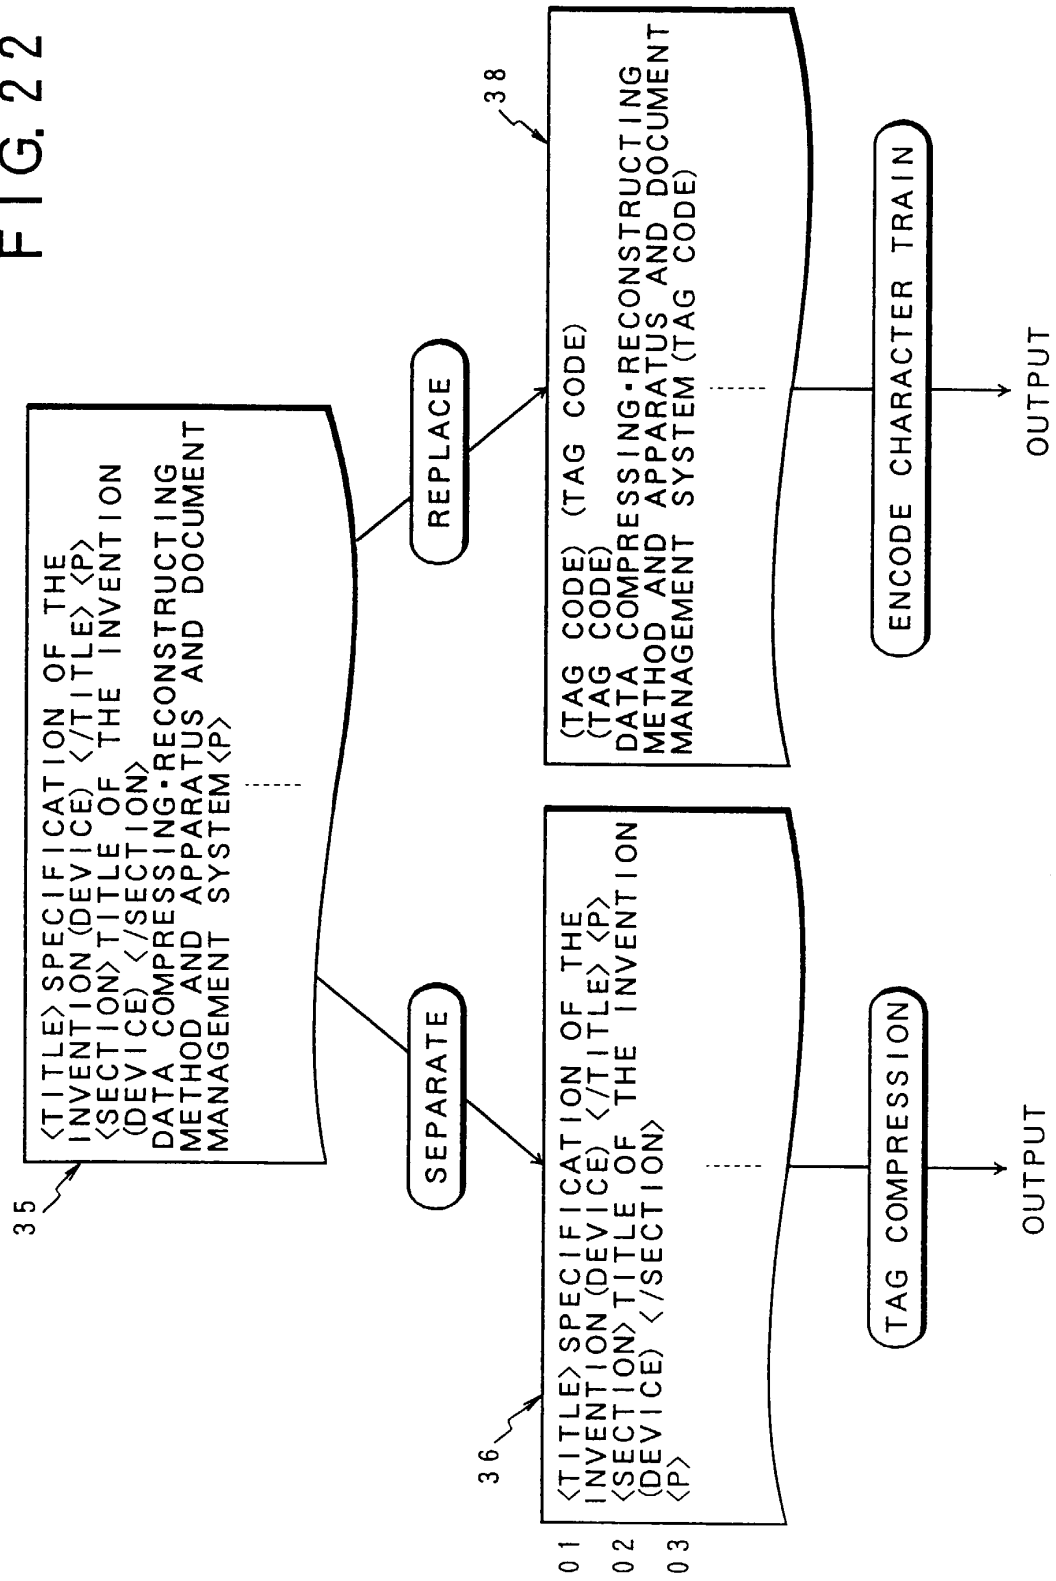 FIG. 22
35
<TITLE>SPECIFICATION OF THE
INVENTION(DEVICE)</TITLE><P>
<SECTION>TITLE OF THE INVENTION
(DEVICE)</SECTION>
DATA COMPRESSING·RECONSTRUCTING
METHOD AND APPARATUS AND DOCUMENT
MANAGEMENT SYSTEM<P>
SEPARATE
REPLACE
36
01 <TITLE>SPECIFICATION OF THE
INVENTION(DEVICE)</TITLE><P>
02 <SECTION>TITLE OF THE INVENTION
(DEVICE)</SECTION>
03 <P>
38
(TAG CODE) (TAG CODE)
(TAG CODE)
DATA COMPRESSING·RECONSTRUCTING
METHOD AND APPARATUS AND DOCUMENT
MANAGEMENT SYSTEM(TAG CODE)
TAG COMPRESSION
ENCODE CHARACTER TRAIN
OUTPUT
OUTPUT